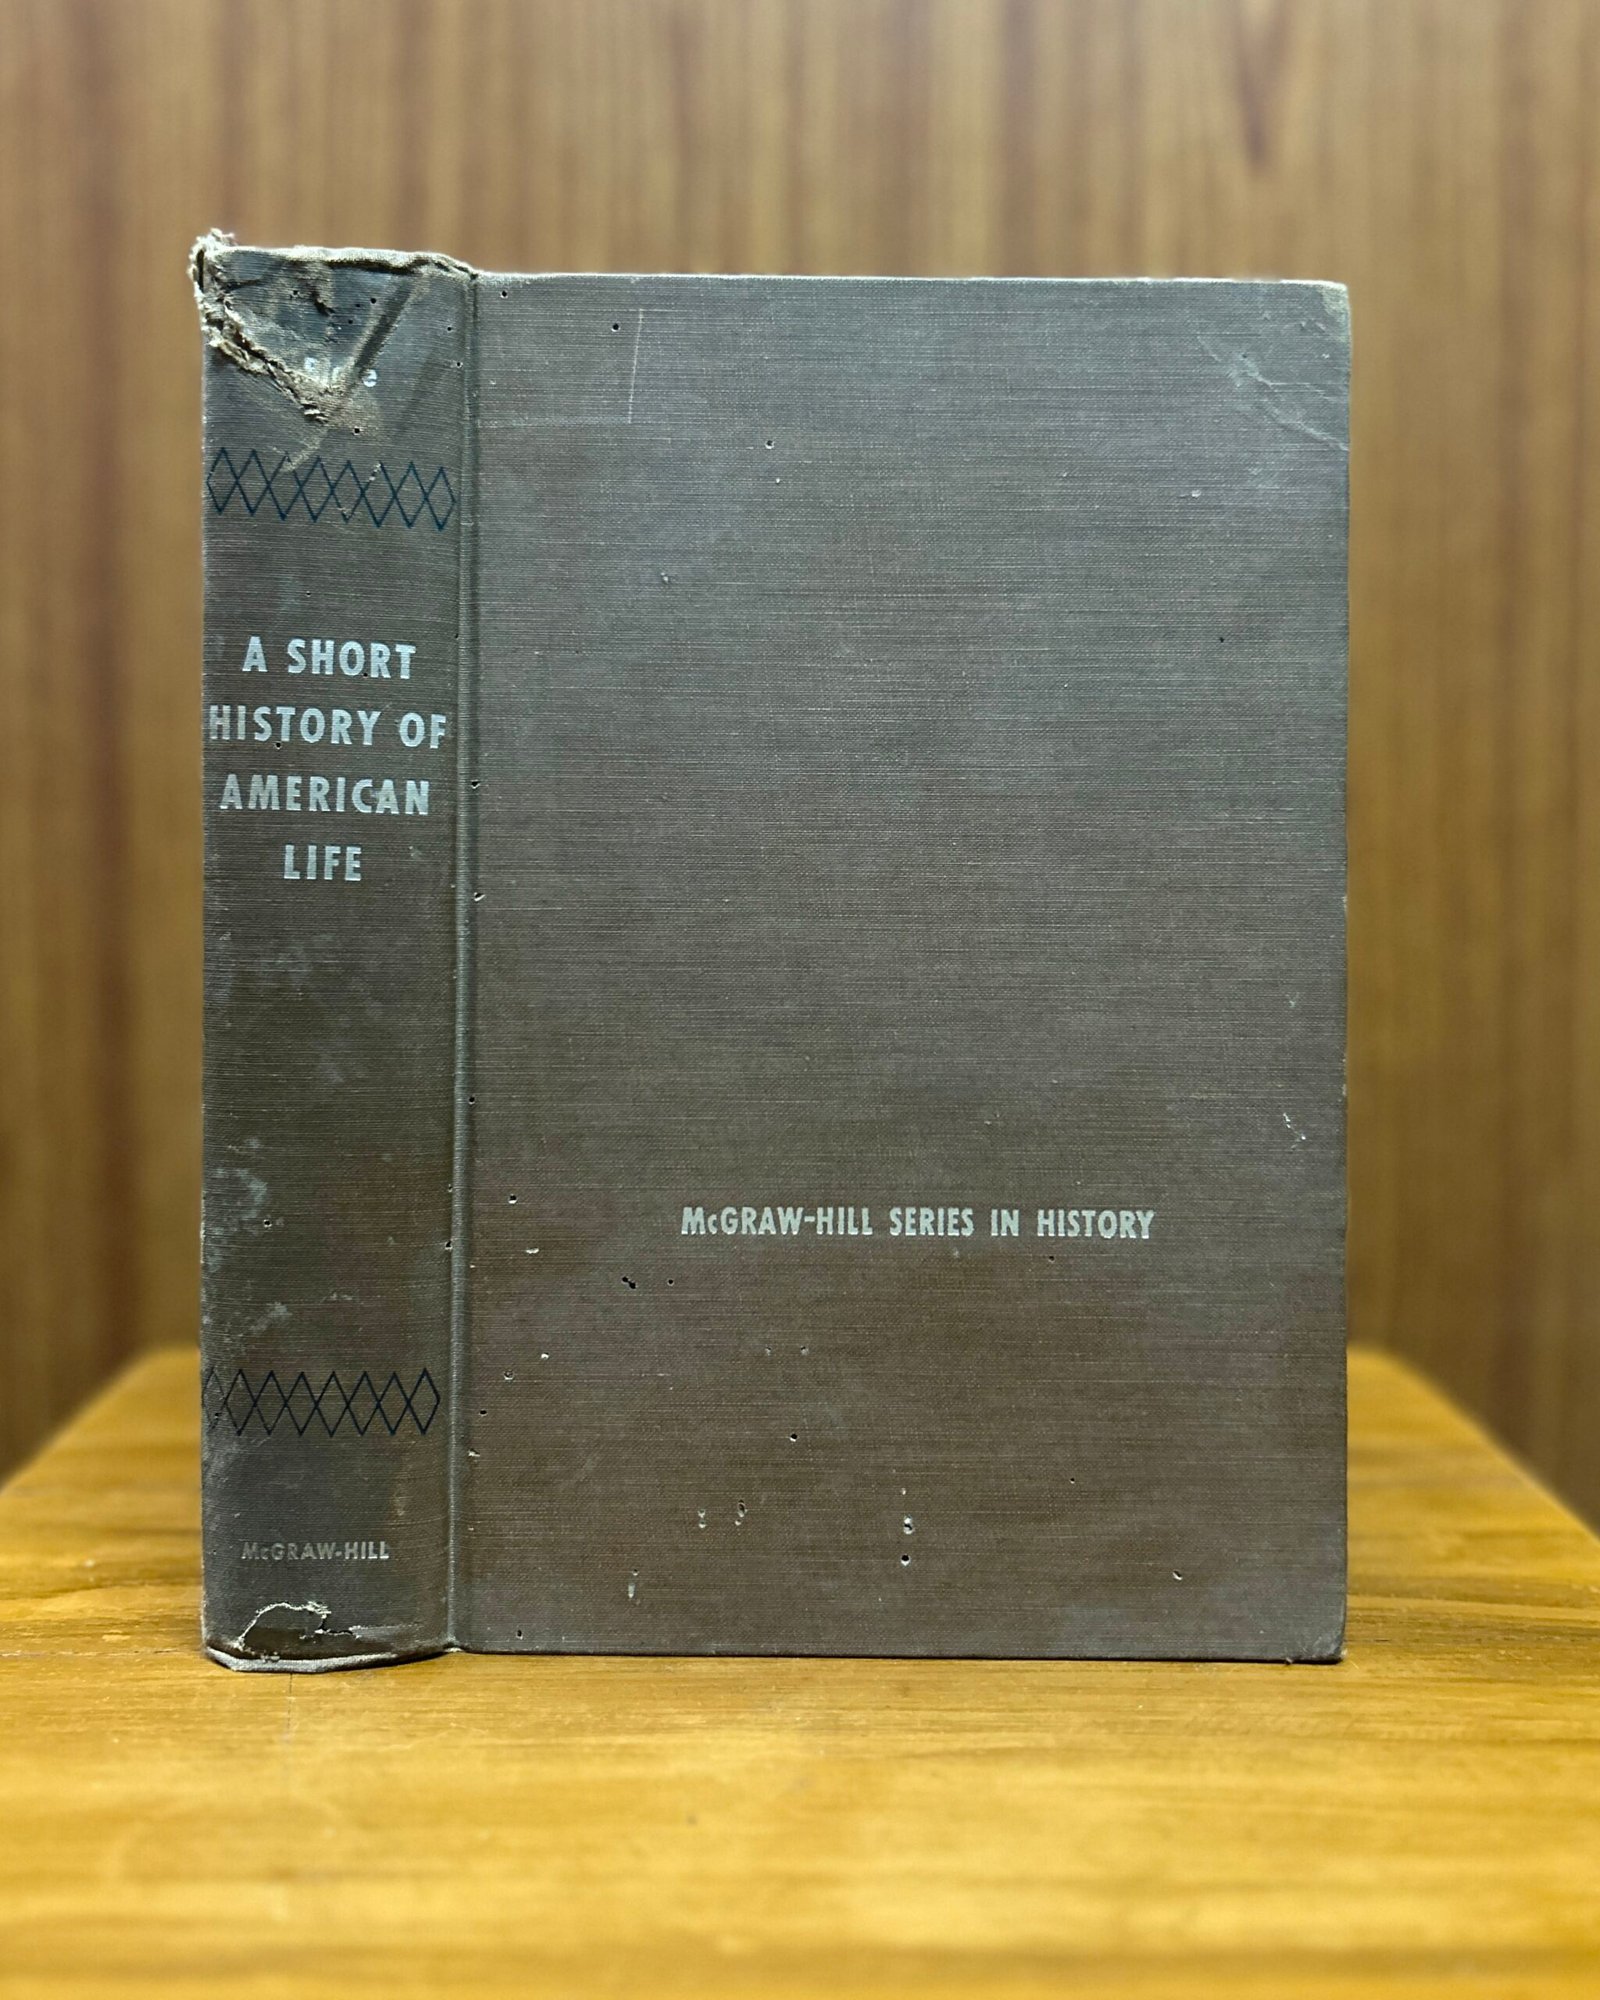 A SHORT
HISTORY OF
AMERICAN
LIFE
McGRAW-HILL
McGRAW-HILL SERIES IN HISTORY